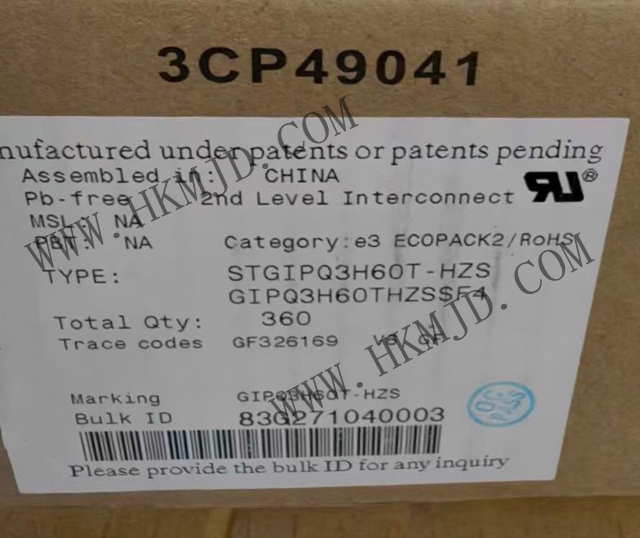 3CP49041
nufactured under patents or patents pending
Assembled in: CHINA
Pb-free 2nd Level Interconnect
MSL: NA
PBT: NA Category: e3 ECOPACK2/RoHS
TYPE: STGIPQ3H60T-HZS
GIPQ3H60THZS$F4
Total Qty: 360
Trace codes GF326169
Marking GIPQ3H60T-HZS
Bulk ID 83G271040003
Please provide the bulk ID for any inquiry
WWW.HKMJD.COM
WWW.HKMJD.COM